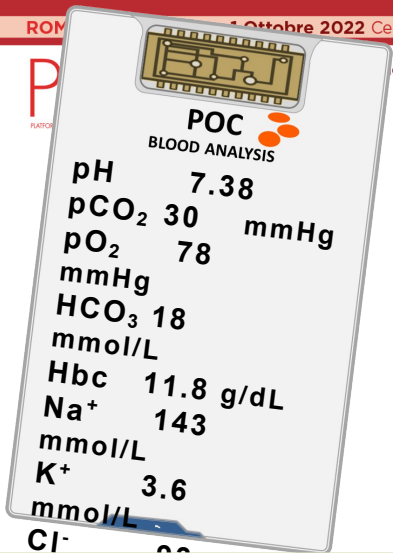 ROM 1 Ottobre 2022 Ce
P
PLATFOR
POC
BLOOD ANALYSIS
pH 7.38
pCO₂ 30 mmHg
pO₂ 78
mmHg
HCO₃ 18
mmol/L
Hbc 11.8 g/dL
Na⁺ 143
mmol/L
K⁺ 3.6
mmol/L
Cl⁻